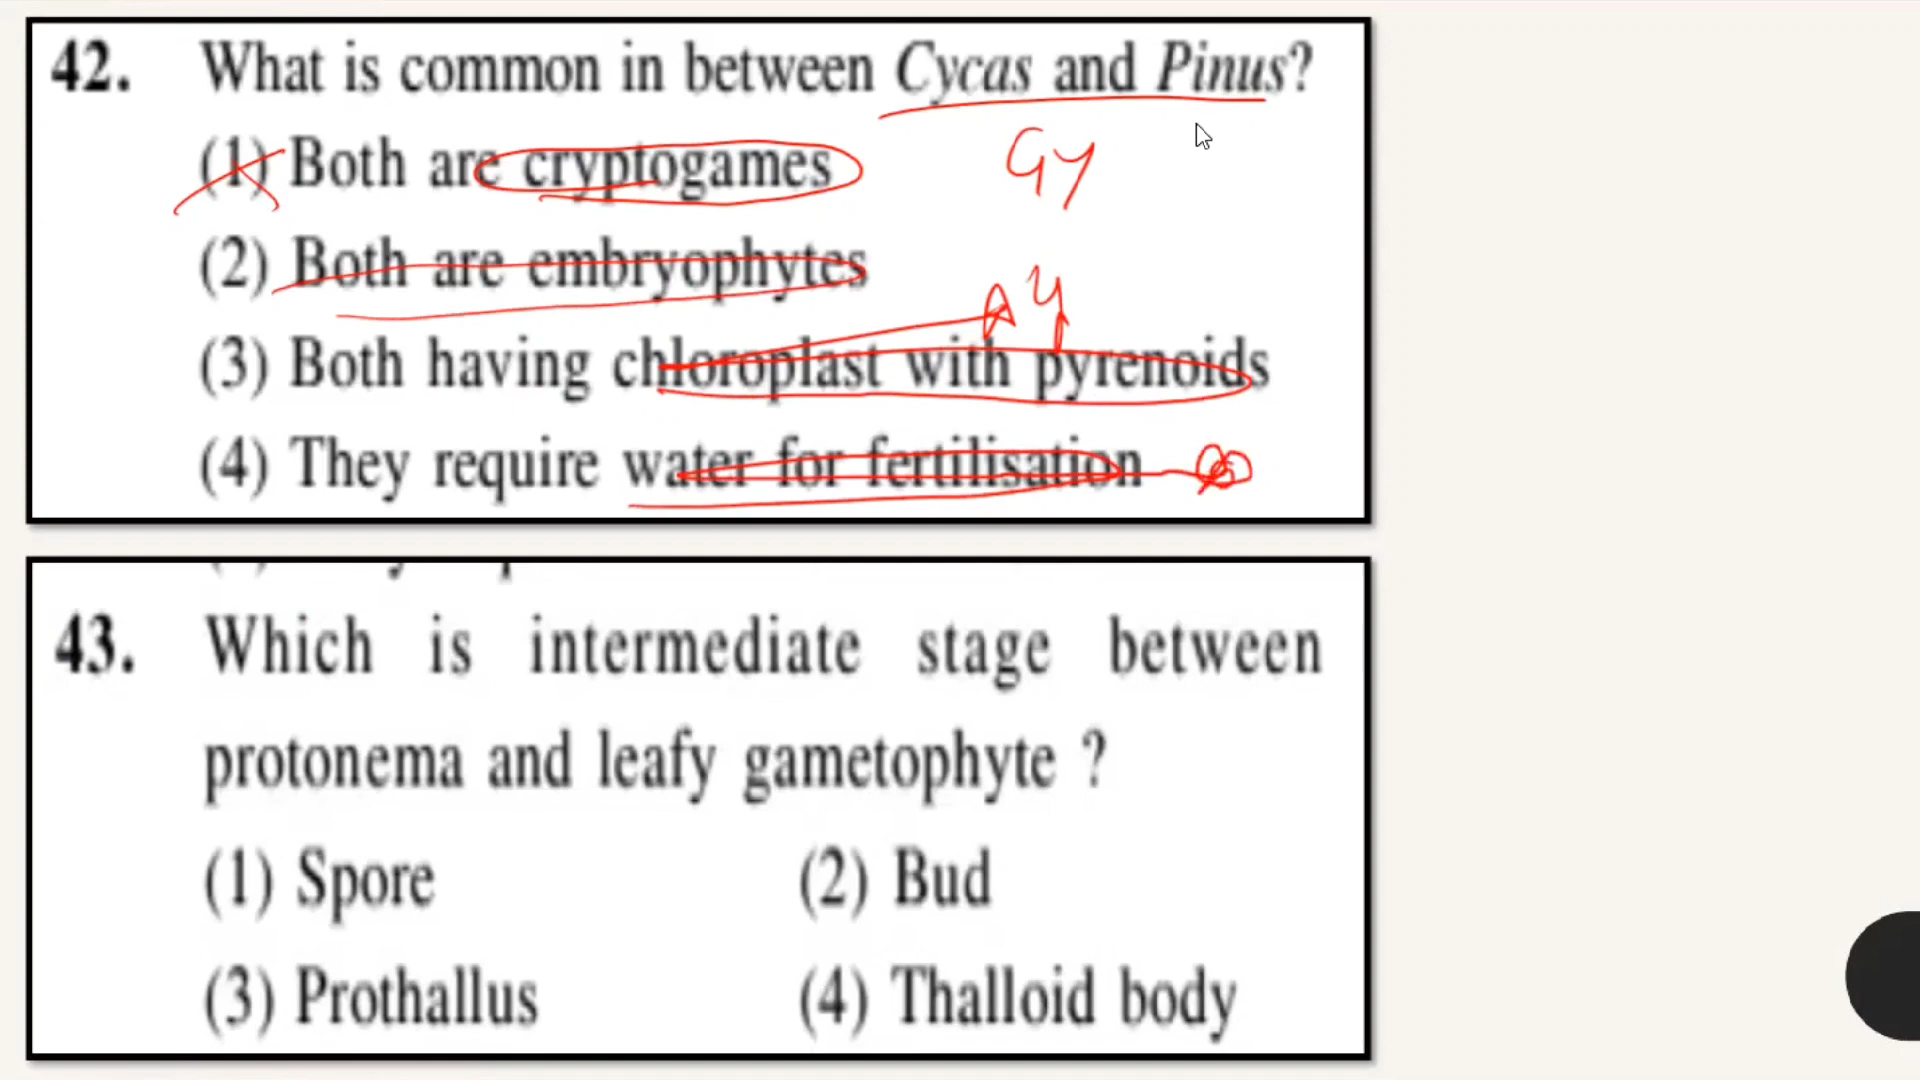 42. What is common in between Cycas and Pinus?
(1) Both are cryptogames
Gy
(2) Both are embryophytes
(3) Both having chloroplast with pyrenoids
(4) They require water for fertilisation
43. Which is intermediate stage between
protonema and leafy gametophyte ?
(1) Spore (2) Bud
(3) Prothallus (4) Thalloid body